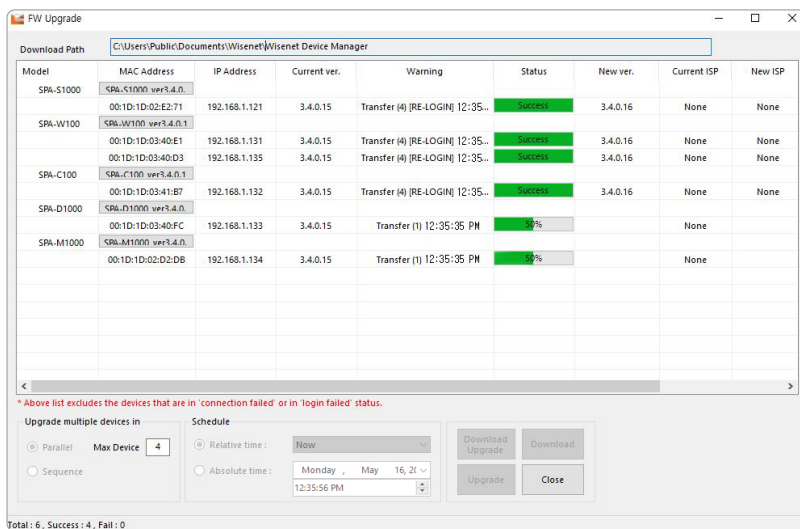 FW Upgrade
Download Path C:\Users\Public\Documents\Wisenet\Wisenet Device Manager
Model MAC Address IP Address Current ver. Warning Status New ver. Current ISP New ISP
SPA-S1000 SPA-S1000 ver3.4.0.
00:1D:1D:02:E2:71 192.168.1.121 3.4.0.15 Transfer (4) [RE-LOGIN] 12:35... Success 3.4.0.16 None None
SPA-W100 SPA-W100 ver3.4.0.1
00:1D:1D:03:40:E1 192.168.1.131 3.4.0.15 Transfer (4) [RE-LOGIN] 12:35... Success 3.4.0.16 None None
00:1D:1D:03:40:D3 192.168.1.135 3.4.0.15 Transfer (4) [RE-LOGIN] 12:35... Success 3.4.0.16 None None
SPA-C100 SPA-C100 ver3.4.0.1
00:1D:1D:03:41:B7 192.168.1.132 3.4.0.15 Transfer (4) [RE-LOGIN] 12:35... Success 3.4.0.16 None None
SPA-D1000 SPA-D1000 ver3.4.0.
00:1D:1D:03:40:FC 192.168.1.133 3.4.0.15 Transfer (1) 12:35:35 PM 50% None
SPA-M1000 SPA-M1000 ver3.4.0.
00:1D:1D:02:D2:DB 192.168.1.134 3.4.0.15 Transfer (1) 12:35:35 PM 50% None
* Above list excludes the devices that are in 'connection failed' or in 'login failed' status.
Upgrade multiple devices in
Parallel Max Device 4
Sequence
Schedule
Relative time : Now
Absolute time : Monday , May 16, 20
12:35:56 PM
Download Upgrade
Download
Upgrade
Close
Total : 6 , Success : 4 , Fail : 0